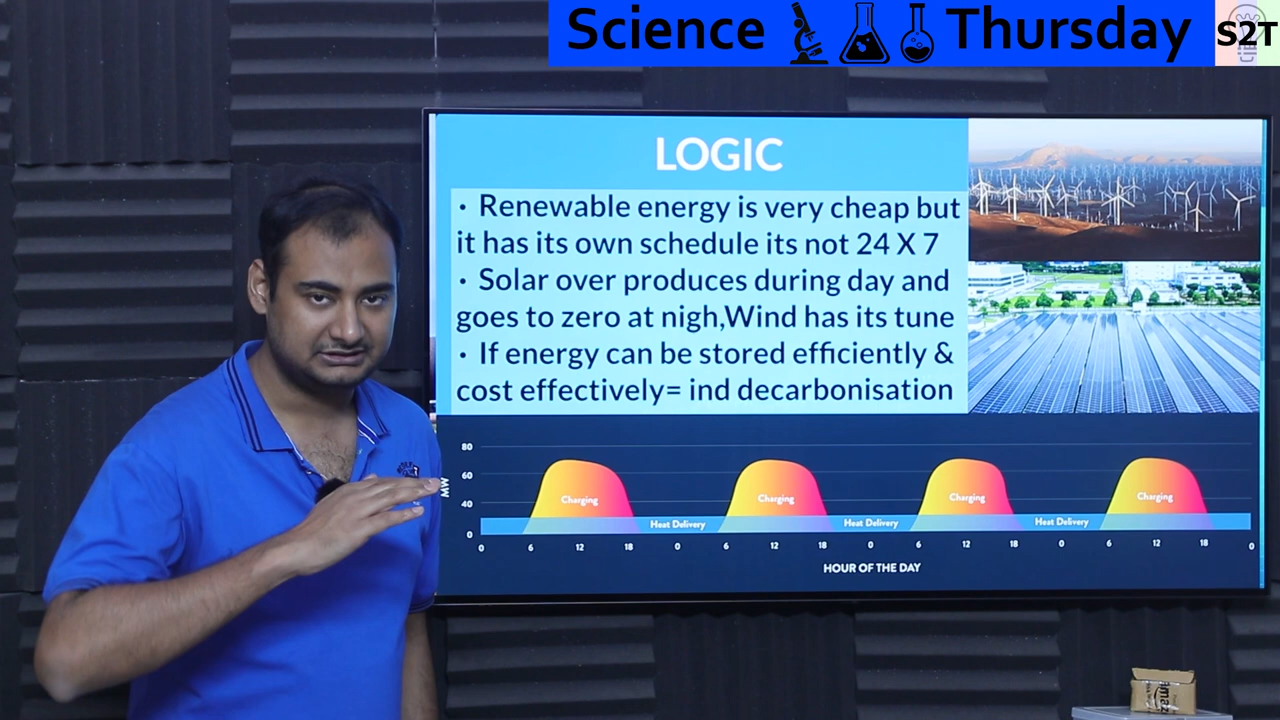 Science Thursday
S2T
LOGIC
· Renewable energy is very cheap but
it has its own schedule its not 24 X 7
· Solar over produces during day and
goes to zero at nigh,Wind has its tune
· If energy can be stored efficiently &
cost effectively= ind decarbonisation
80
60
40
0
MW
Charging Charging Charging Charging
Heat Delivery Heat Delivery Heat Delivery
0 6 12 18 0 6 12 18 0 6 12 18 0 6 12 18 0
HOUR OF THE DAY